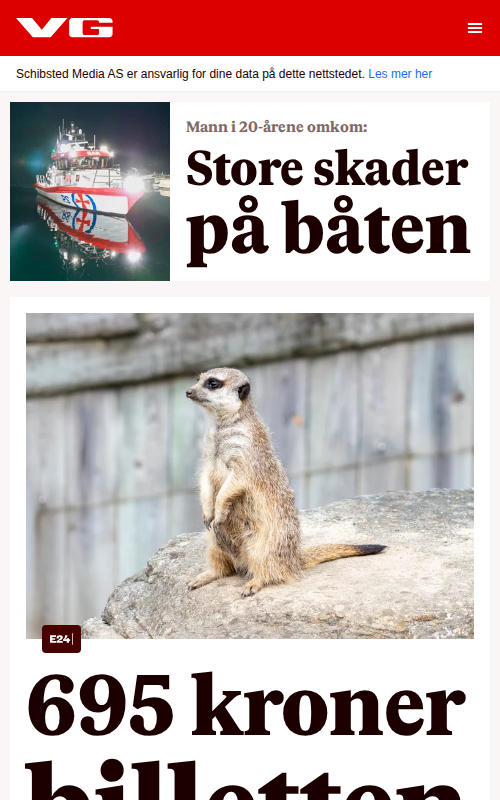 VG
Schibsted Media AS er ansvarlig for dine data på dette nettstedet. Les mer her
Mann i 20-årene omkom:
Store skader
på båten
E24
695 kroner
billetten